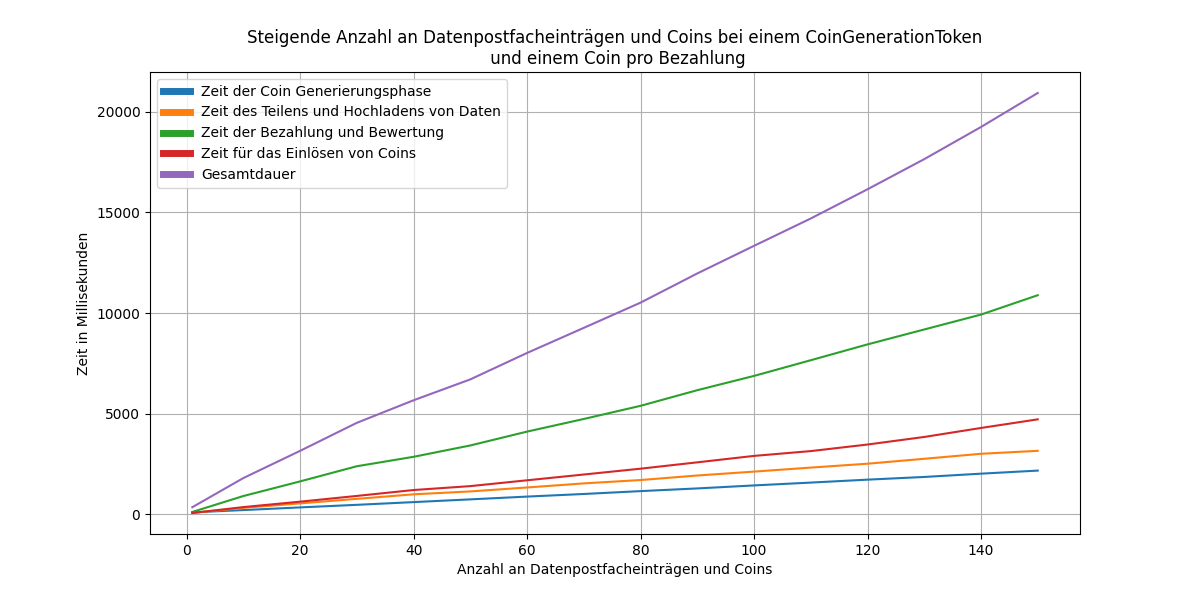 Steigende Anzahl an Datenpostfacheinträgen und Coins bei einem CoinGenerationToken
und einem Coin pro Bezahlung
Zeit der Coin Generierungsphase
Zeit des Teilens und Hochladens von Daten
Zeit der Bezahlung und Bewertung
Zeit für das Einlösen von Coins
Gesamtdauer
Zeit in Millisekunden
20000
15000
10000
5000
0
0 20 40 60 80 100 120 140
Anzahl an Datenpostfacheinträgen und Coins